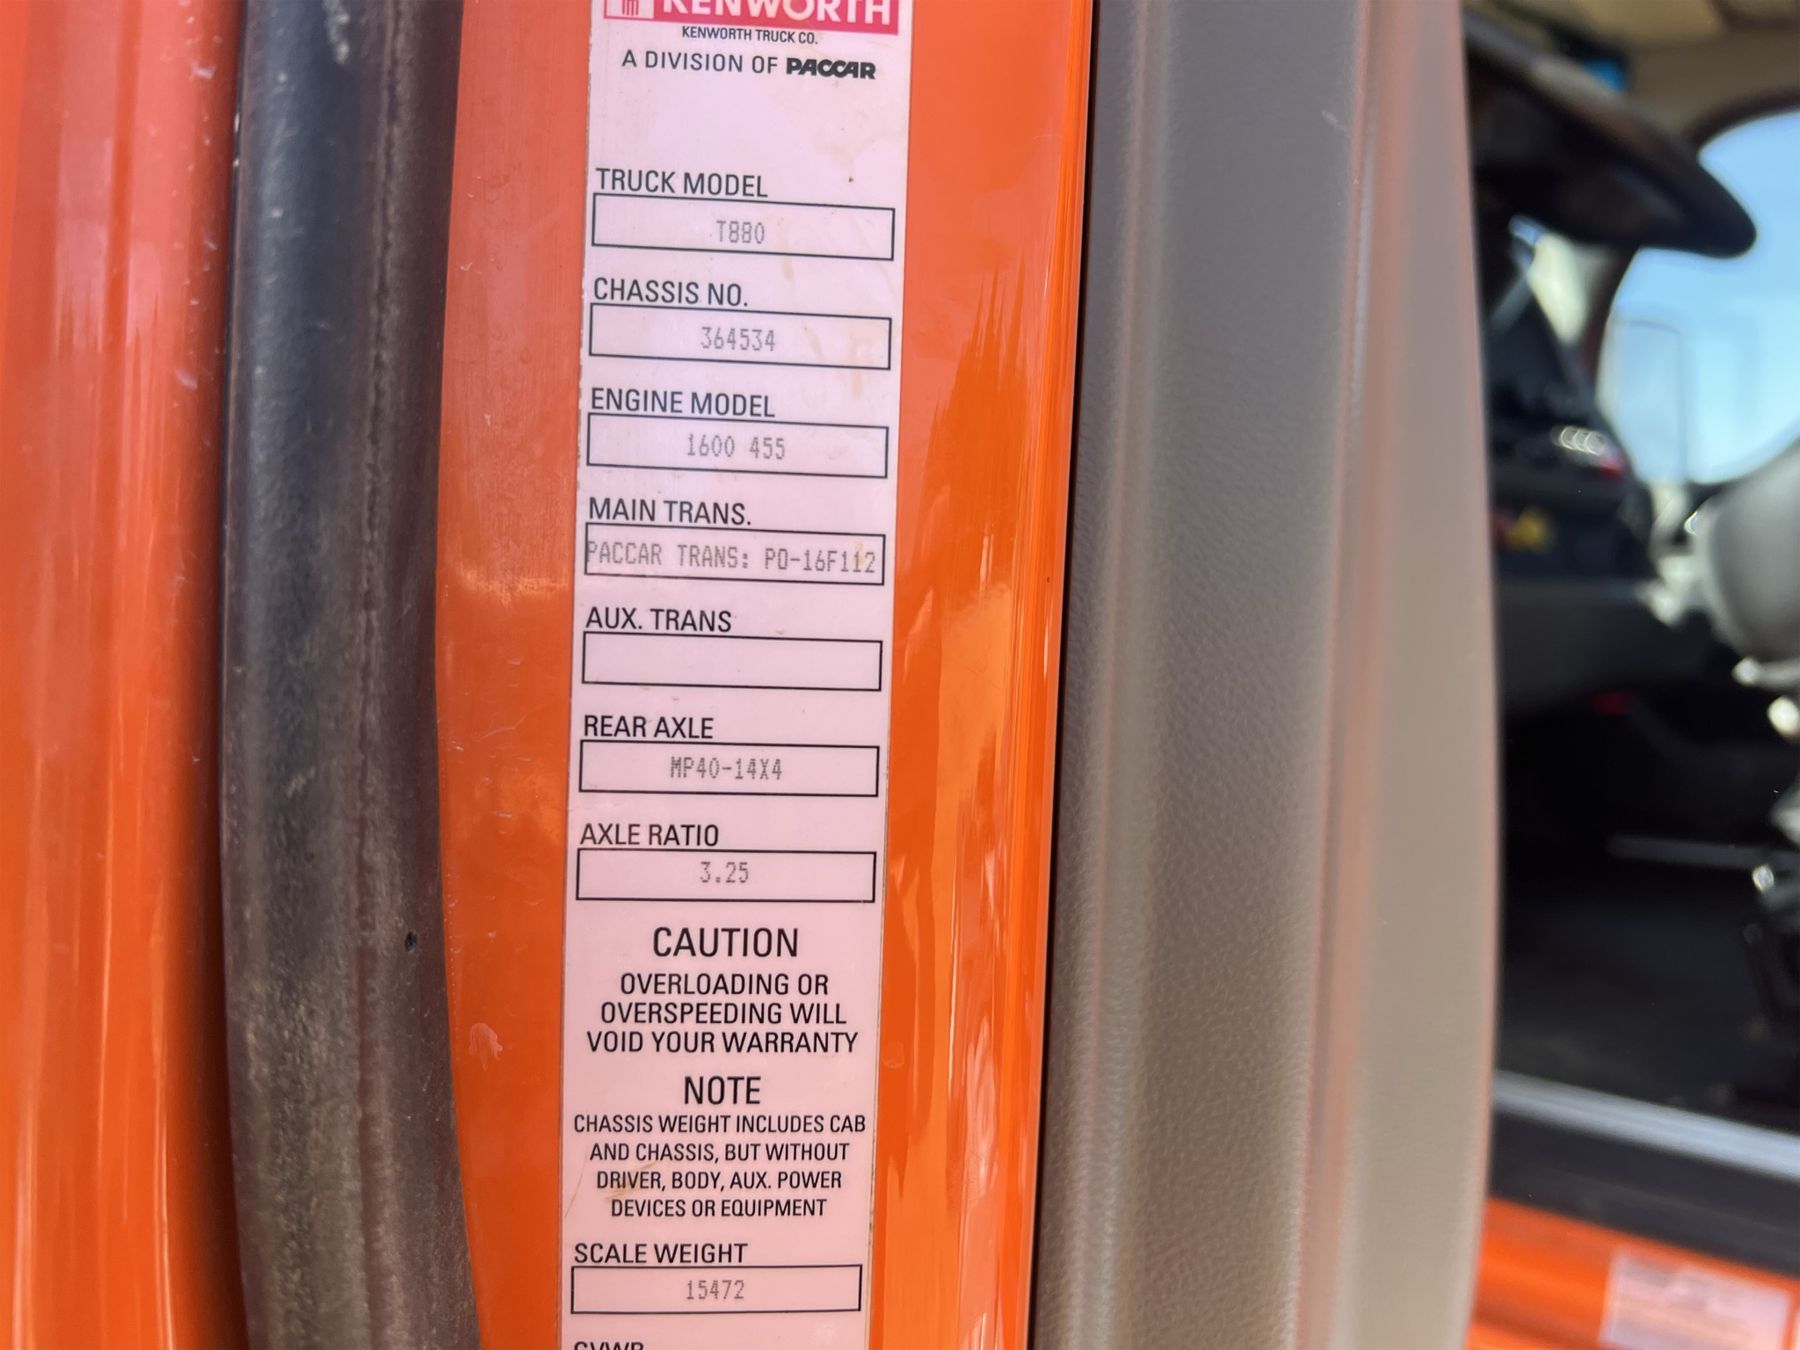 KENWORTH
KENWORTH TRUCK CO.
A DIVISION OF PACCAR
TRUCK MODEL
T880
CHASSIS NO.
364534
ENGINE MODEL
1600 455
MAIN TRANS.
PACCAR TRANS: PO-16F112
AUX. TRANS
REAR AXLE
MP40-14X4
AXLE RATIO
3.25
CAUTION
OVERLOADING OR
OVERSPEEDING WILL
VOID YOUR WARRANTY
NOTE
CHASSIS WEIGHT INCLUDES CAB
AND CHASSIS, BUT WITHOUT
DRIVER, BODY, AUX. POWER
DEVICES OR EQUIPMENT
SCALE WEIGHT
15472
GVWR